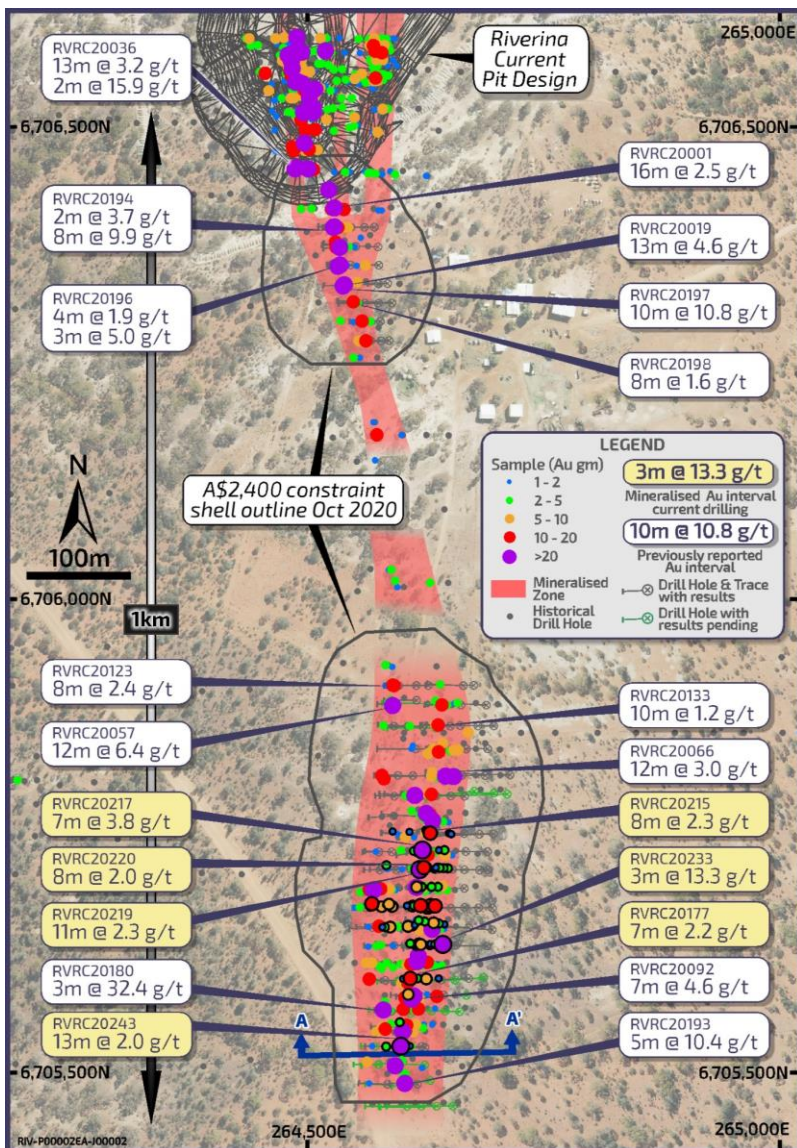 265,000E
RVRC20036
13m @ 3.2 g/t
2m @ 15.9 g/t
Riverina
Current
Pit Design
6,706,500N
6,706,500N
RVRC20001
16m @ 2.5 g/t
RVRC20194
2m @ 3.7 g/t
8m @ 9.9 g/t
RVRC20019
13m @ 4.6 g/t
RVRC20196
4m @ 1.9 g/t
3m @ 5.0 g/t
RVRC20197
10m @ 10.8 g/t
RVRC20198
8m @ 1.6 g/t
N
100m
A$2,400 constraint
shell outline Oct 2020
LEGEND
Sample (Au gm)
1 - 2
2 - 5
5 - 10
10 - 20
>20
Mineralised
Zone
Historical
Drill Hole
3m @ 13.3 g/t
Mineralised Au interval
current drilling
10m @ 10.8 g/t
Previously reported
Au interval
Drill Hole & Trace
with results
Drill Hole with
results pending
6,706,000N
6,706,000N
1km
RVRC20123
8m @ 2.4 g/t
RVRC20133
10m @ 1.2 g/t
RVRC20057
12m @ 6.4 g/t
RVRC20066
12m @ 3.0 g/t
RVRC20217
7m @ 3.8 g/t
RVRC20215
8m @ 2.3 g/t
RVRC20220
8m @ 2.0 g/t
RVRC20233
3m @ 13.3 g/t
RVRC20219
11m @ 2.3 g/t
RVRC20177
7m @ 2.2 g/t
RVRC20180
3m @ 32.4 g/t
RVRC20092
7m @ 4.6 g/t
RVRC20243
13m @ 2.0 g/t
A
A'
RVRC20193
5m @ 10.4 g/t
6,705,500N
6,705,500N
264,500E
265,000E
RIV-P00002EA-J00002